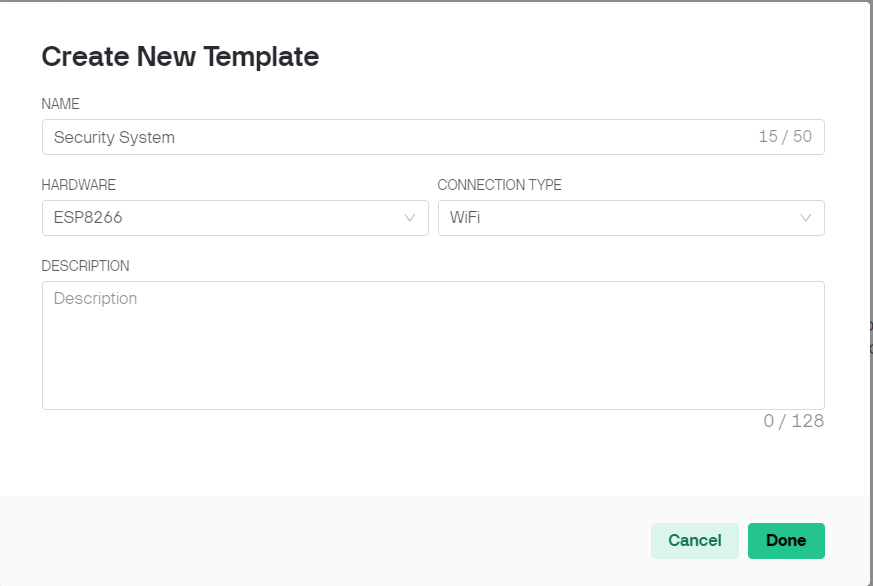 Create New Template
NAME
Security System 15 / 50
HARDWARE CONNECTION TYPE
ESP8266 WiFi
DESCRIPTION
Description
0 / 128
Cancel Done